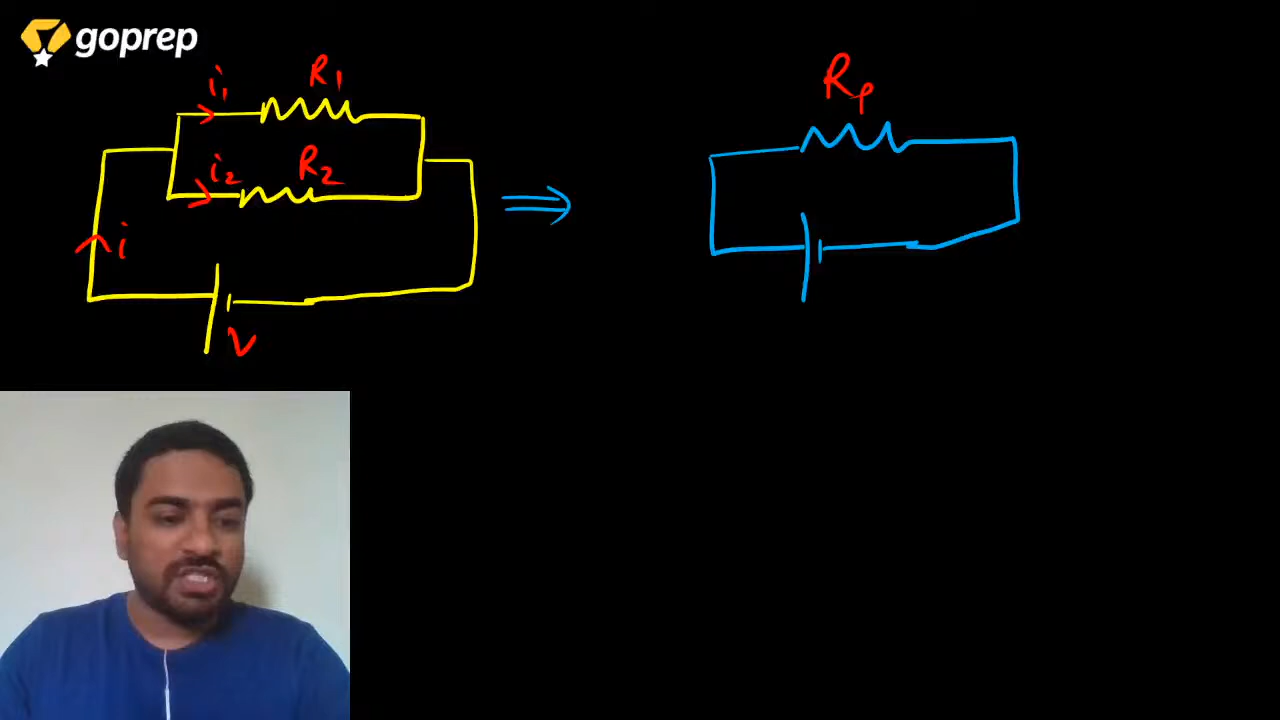 goprep
i₁ R₁
i₂ R₂
i
V
Rₚ